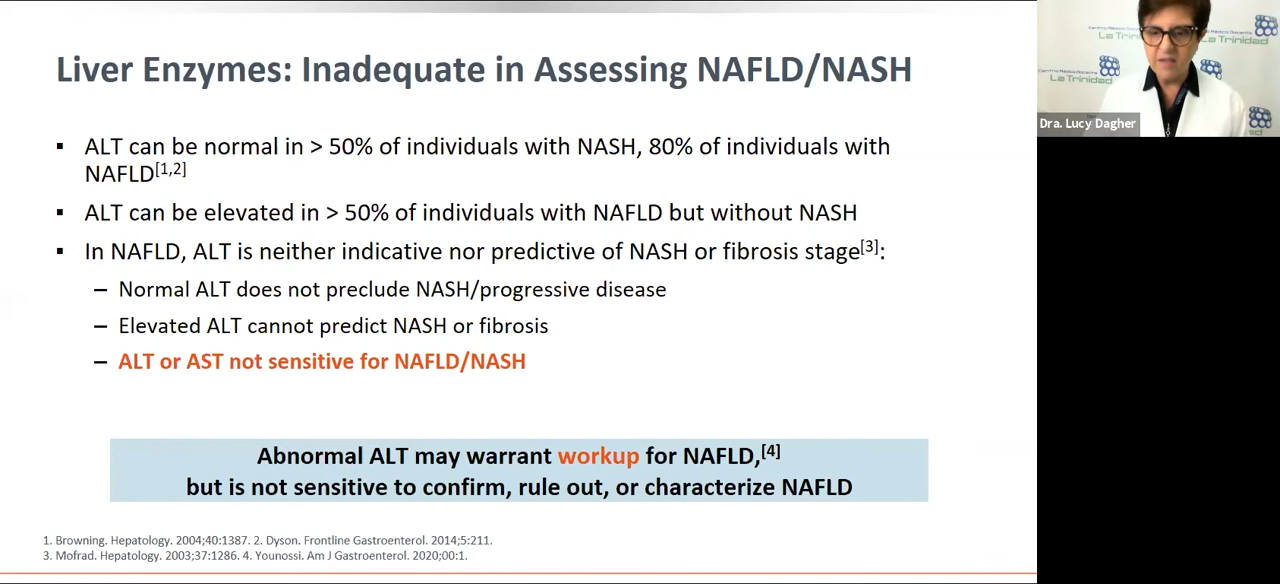 Liver Enzymes: Inadequate in Assessing NAFLD/NASH
▪ ALT can be normal in > 50% of individuals with NASH, 80% of individuals with
NAFLD[1,2]
▪ ALT can be elevated in > 50% of individuals with NAFLD but without NASH
▪ In NAFLD, ALT is neither indicative nor predictive of NASH or fibrosis stage[3]:
– Normal ALT does not preclude NASH/progressive disease
– Elevated ALT cannot predict NASH or fibrosis
– ALT or AST not sensitive for NAFLD/NASH
Abnormal ALT may warrant workup for NAFLD,[4]
but is not sensitive to confirm, rule out, or characterize NAFLD
1. Browning. Hepatology. 2004;40:1387. 2. Dyson. Frontline Gastroenterol. 2014;5:211.
3. Mofrad. Hepatology. 2003;37:1286. 4. Younossi. Am J Gastroenterol. 2020;00:1.
La Trinidad
Centro Médico Docente
La Trinidad
Dra. Lucy Dagher